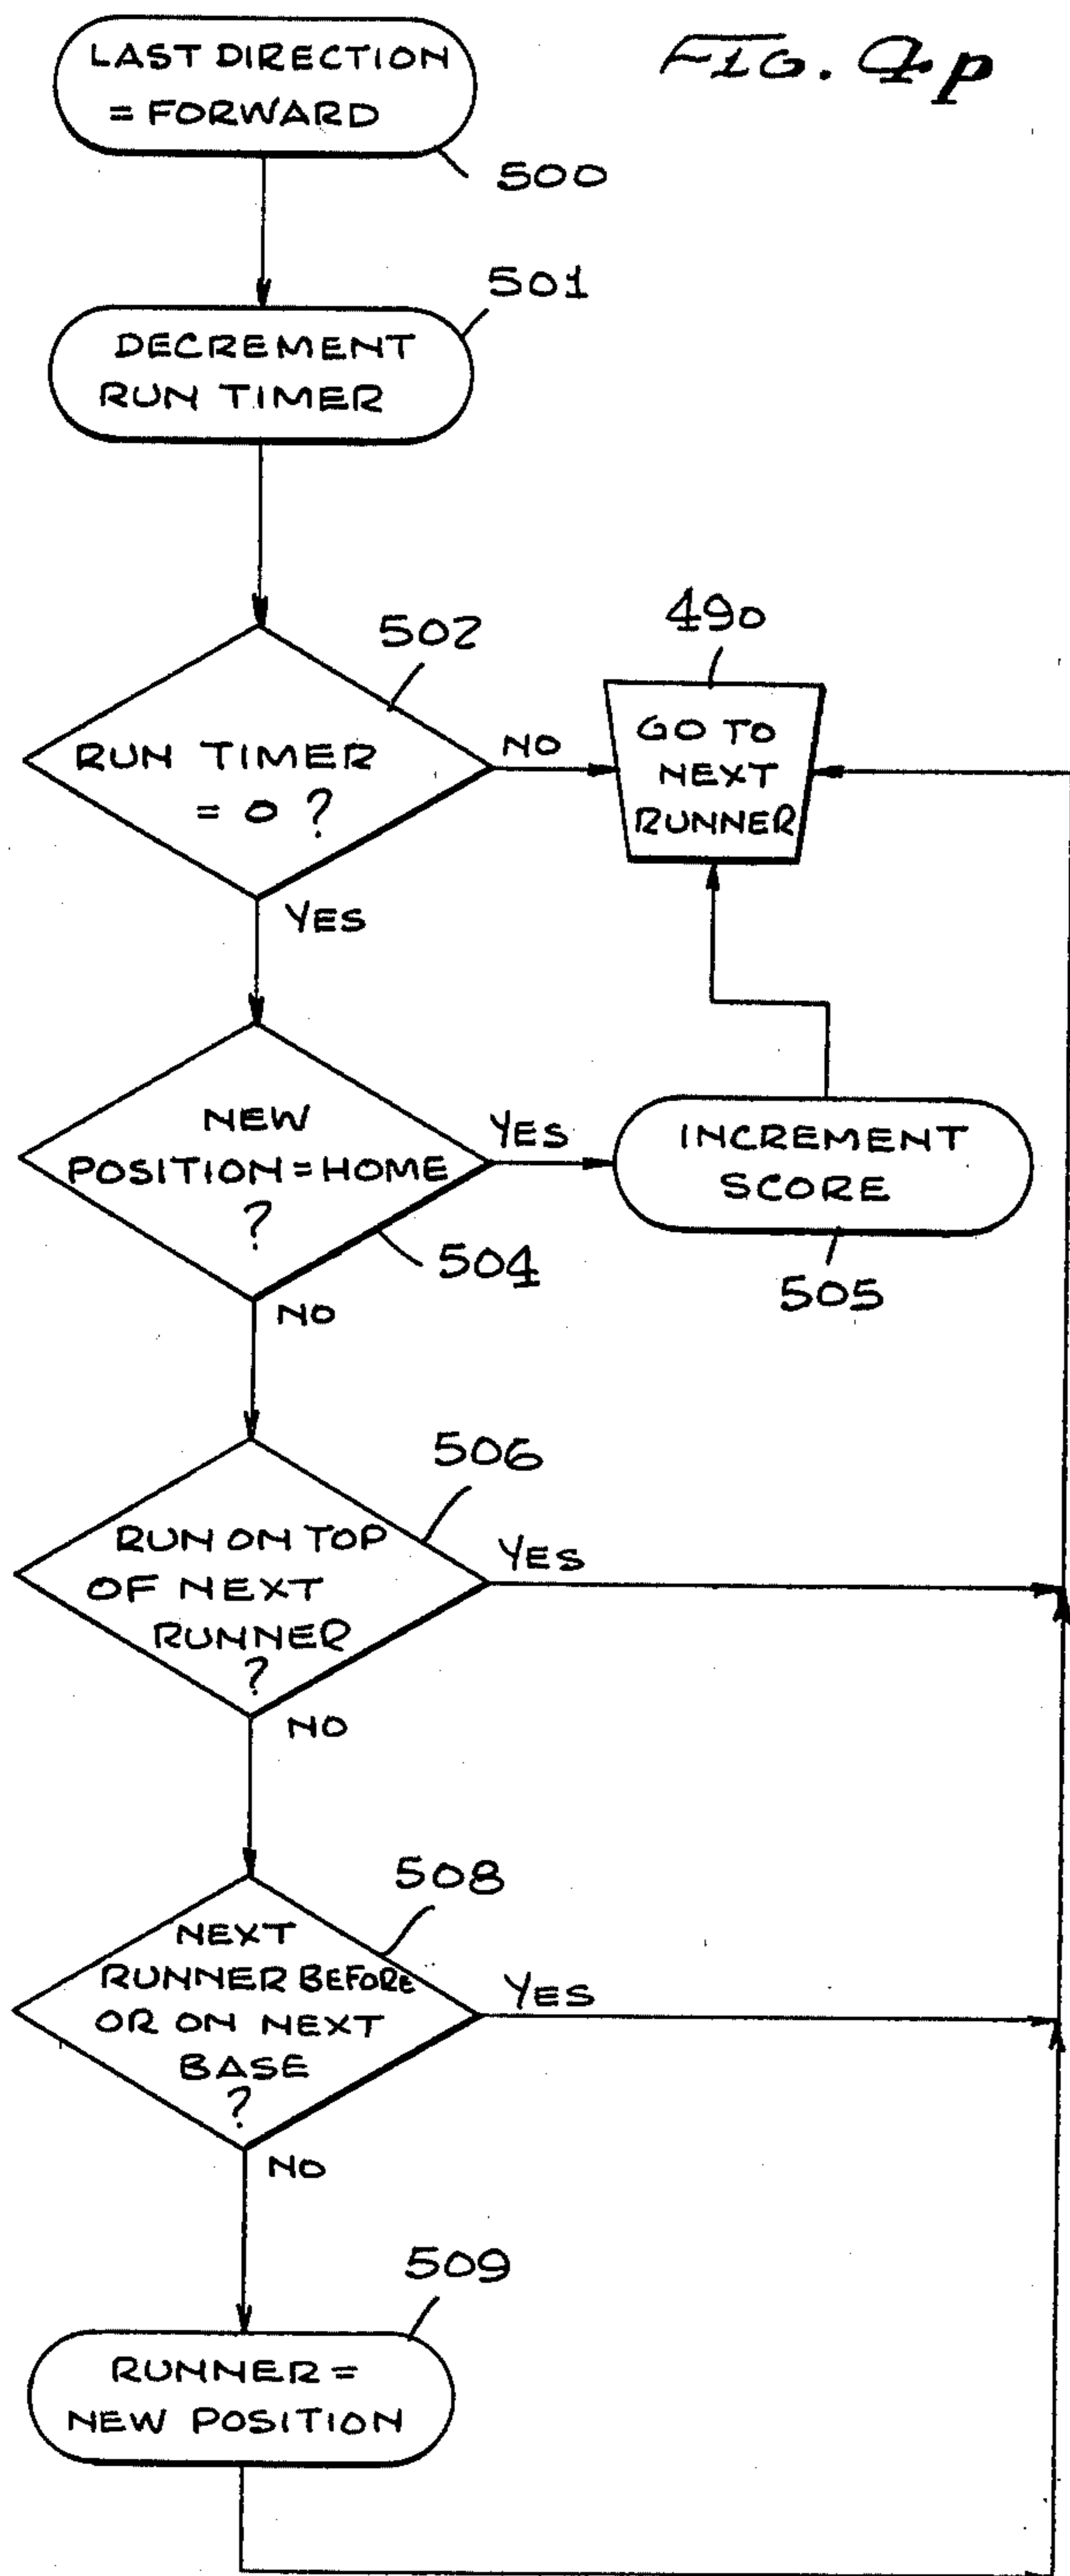 FIG. 4p
LAST DIRECTION
= FORWARD
500
501
DECREMENT
RUN TIMER
502
RUN TIMER
= 0 ?
NO
YES
490
GO TO
NEXT
RUNNER
NEW
POSITION = HOME
?
YES
504
NO
INCREMENT
SCORE
505
506
RUN ON TOP
OF NEXT
RUNNER
?
YES
NO
508
NEXT
RUNNER BEFORE
OR ON NEXT
BASE
?
YES
NO
509
RUNNER =
NEW POSITION